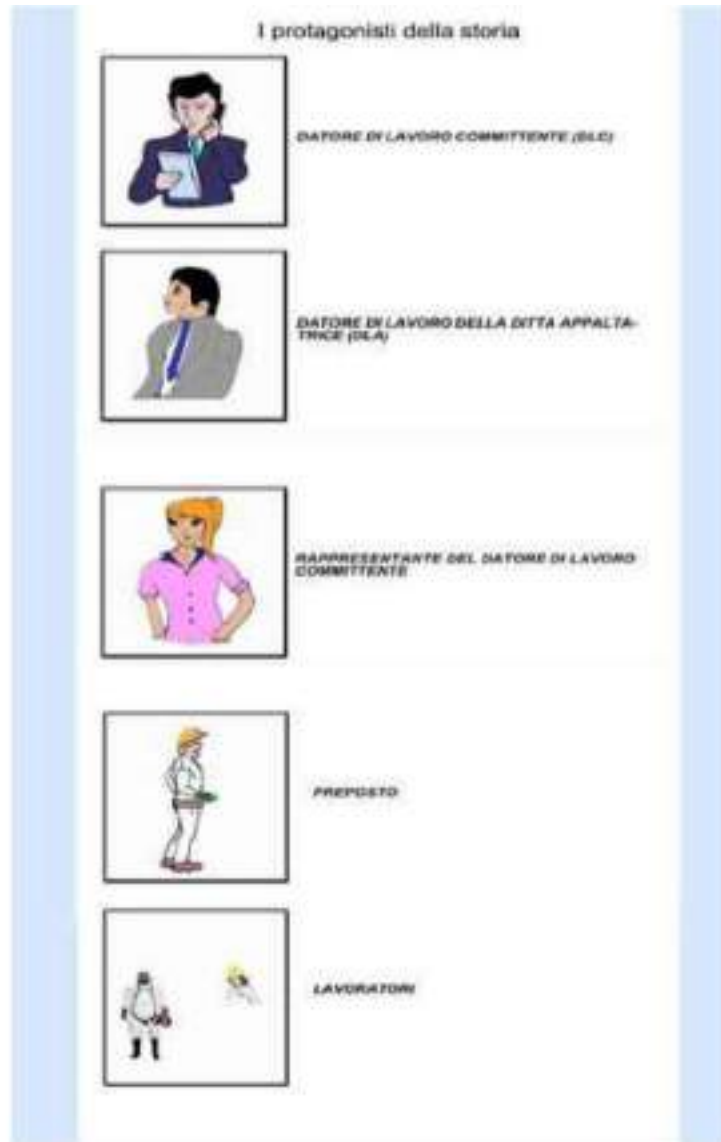 I protagonisti della storia
DATORE DI LAVORO COMMITTENTE (DLC)
DATORE DI LAVORO DELLA DITTA APPALTA-
TRICE (DLA)
RAPPRESENTANTE DEL DATORE DI LAVORO
COMMITTENTE
PREPOSTO
LAVORATORI